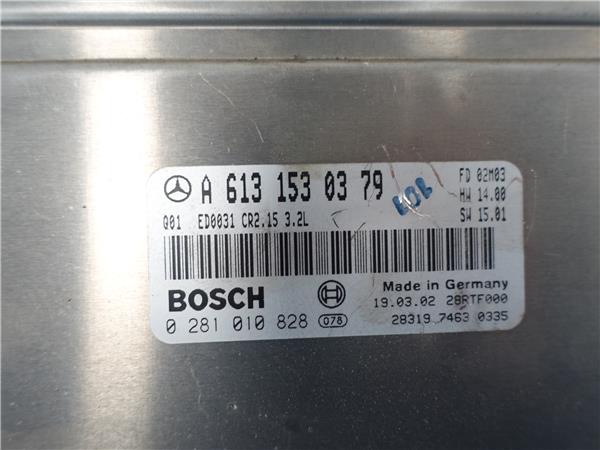 A 613 153 03 79
FD 02M03
HW 14.00
SW 15.01
Q01 ED0031 CR2.15 3.2L
BOSCH
Made in Germany
19.03.02 28RTF000
0 281 010 828 078
28319 7463 0335